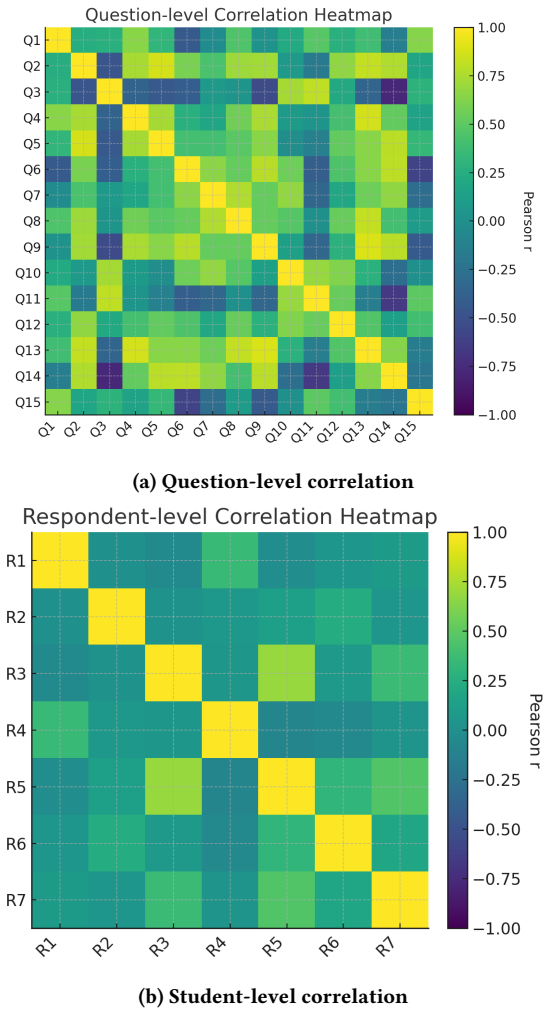 Question-level Correlation Heatmap
Q1
Q2
Q3
Q4
Q5
Q6
Q7
Q8
Q9
Q10
Q11
Q12
Q13
Q14
Q15
Q1 Q2 Q3 Q4 Q5 Q6 Q7 Q8 Q9 Q10 Q11 Q12 Q13 Q14 Q15
1.00
0.75
0.50
0.25
0.00
−0.25
−0.50
−0.75
−1.00
Pearson r
(a) Question-level correlation
Respondent-level Correlation Heatmap
R1
R2
R3
R4
R5
R6
R7
R1 R2 R3 R4 R5 R6 R7
1.00
0.75
0.50
0.25
0.00
−0.25
−0.50
−0.75
−1.00
Pearson r
(b) Student-level correlation